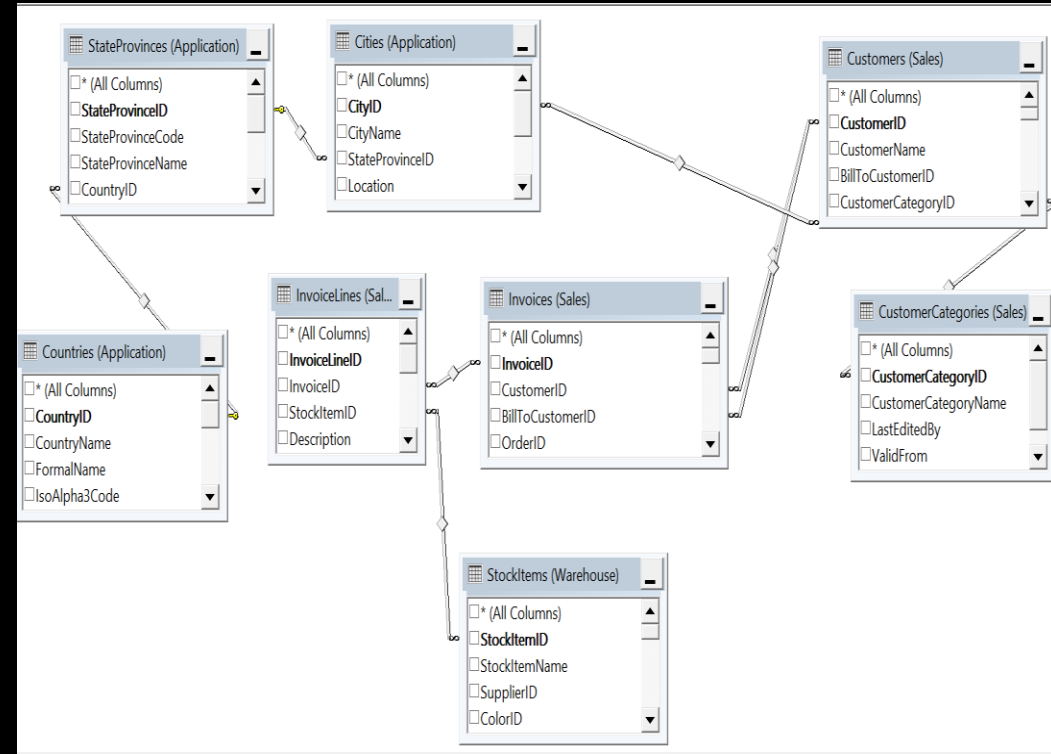 StateProvinces (Application)
* (All Columns)
StateProvinceID
StateProvinceCode
StateProvinceName
CountryID
Cities (Application)
* (All Columns)
CityID
CityName
StateProvinceID
Location
Customers (Sales)
* (All Columns)
CustomerID
CustomerName
BillToCustomerID
CustomerCategoryID
Countries (Application)
* (All Columns)
CountryID
CountryName
FormalName
IsoAlpha3Code
InvoiceLines (Sal...
* (All Columns)
InvoiceLineID
InvoiceID
StockItemID
Description
Invoices (Sales)
* (All Columns)
InvoiceID
CustomerID
BillToCustomerID
OrderID
CustomerCategories (Sales)
* (All Columns)
CustomerCategoryID
CustomerCategoryName
LastEditedBy
ValidFrom
StockItems (Warehouse)
* (All Columns)
StockItemID
StockItemName
SupplierID
ColorID